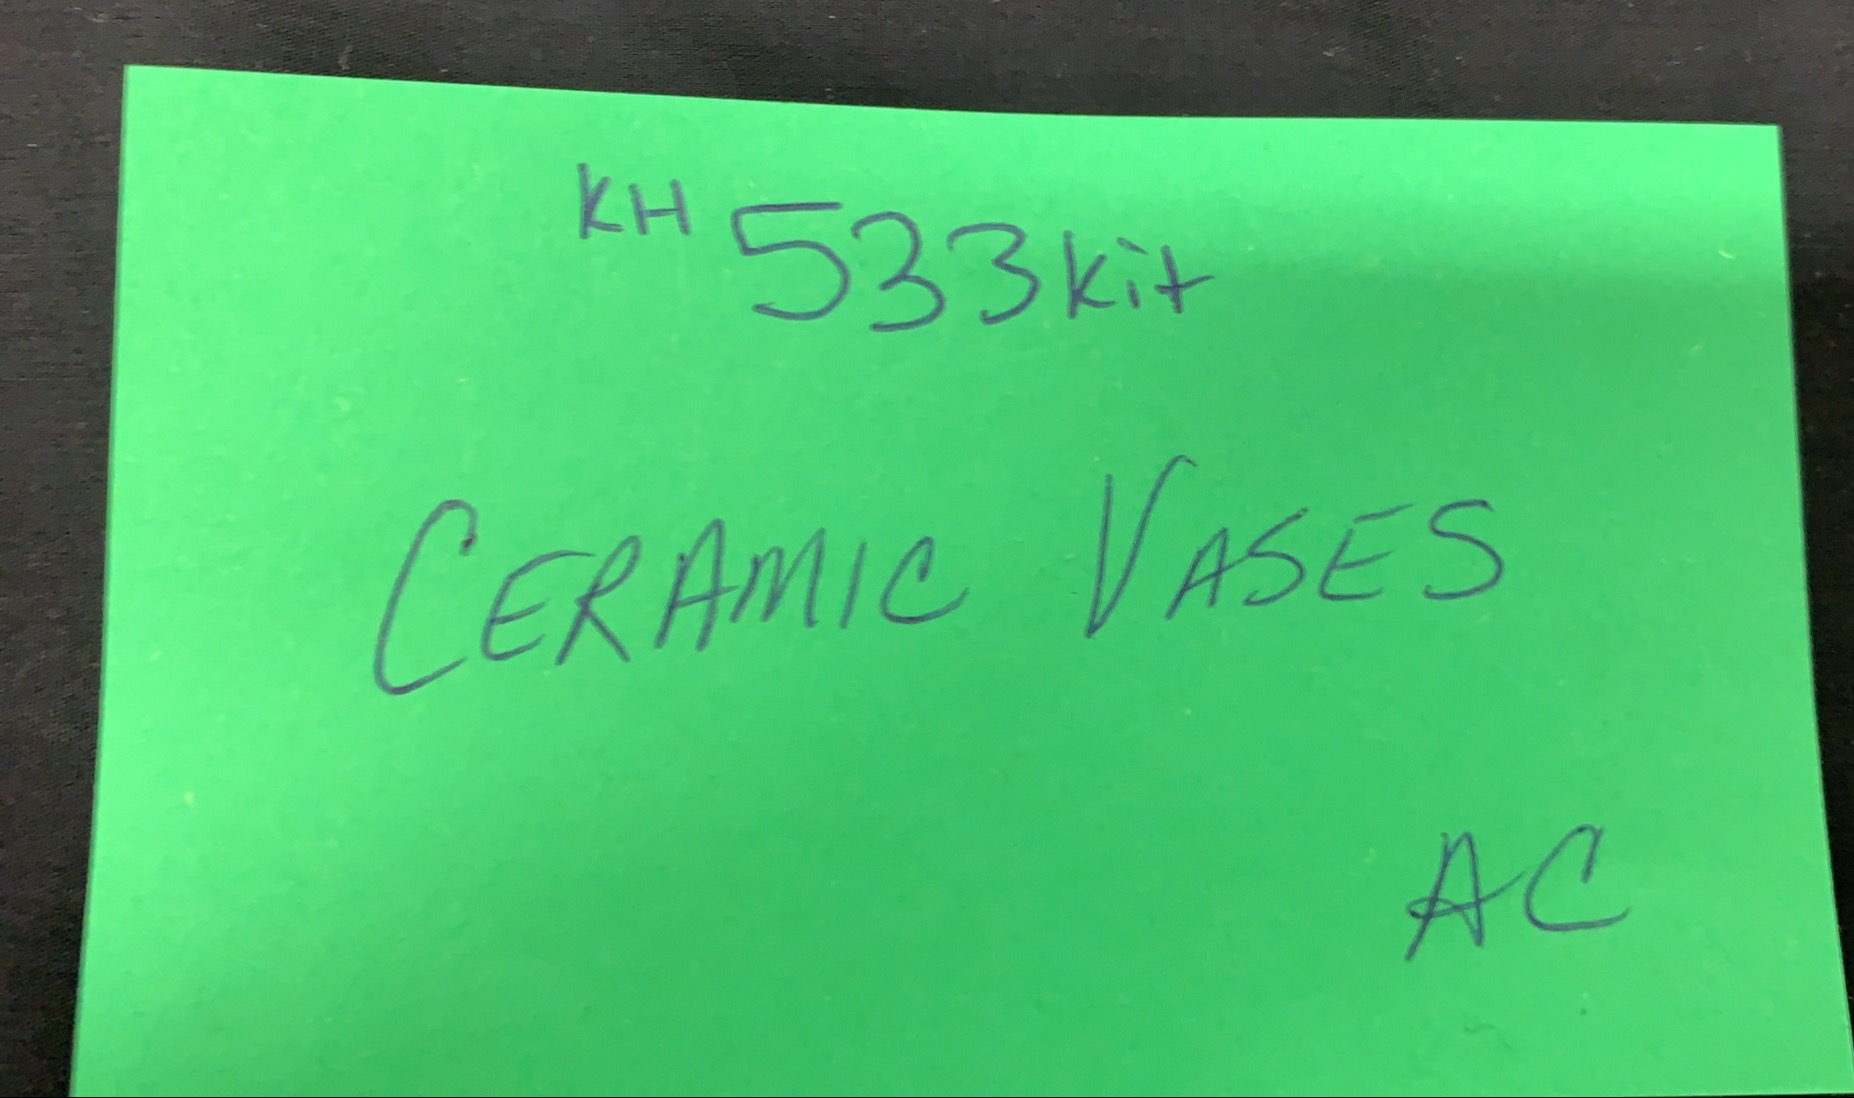 KH 533kit
CERAMIC VASES
AC